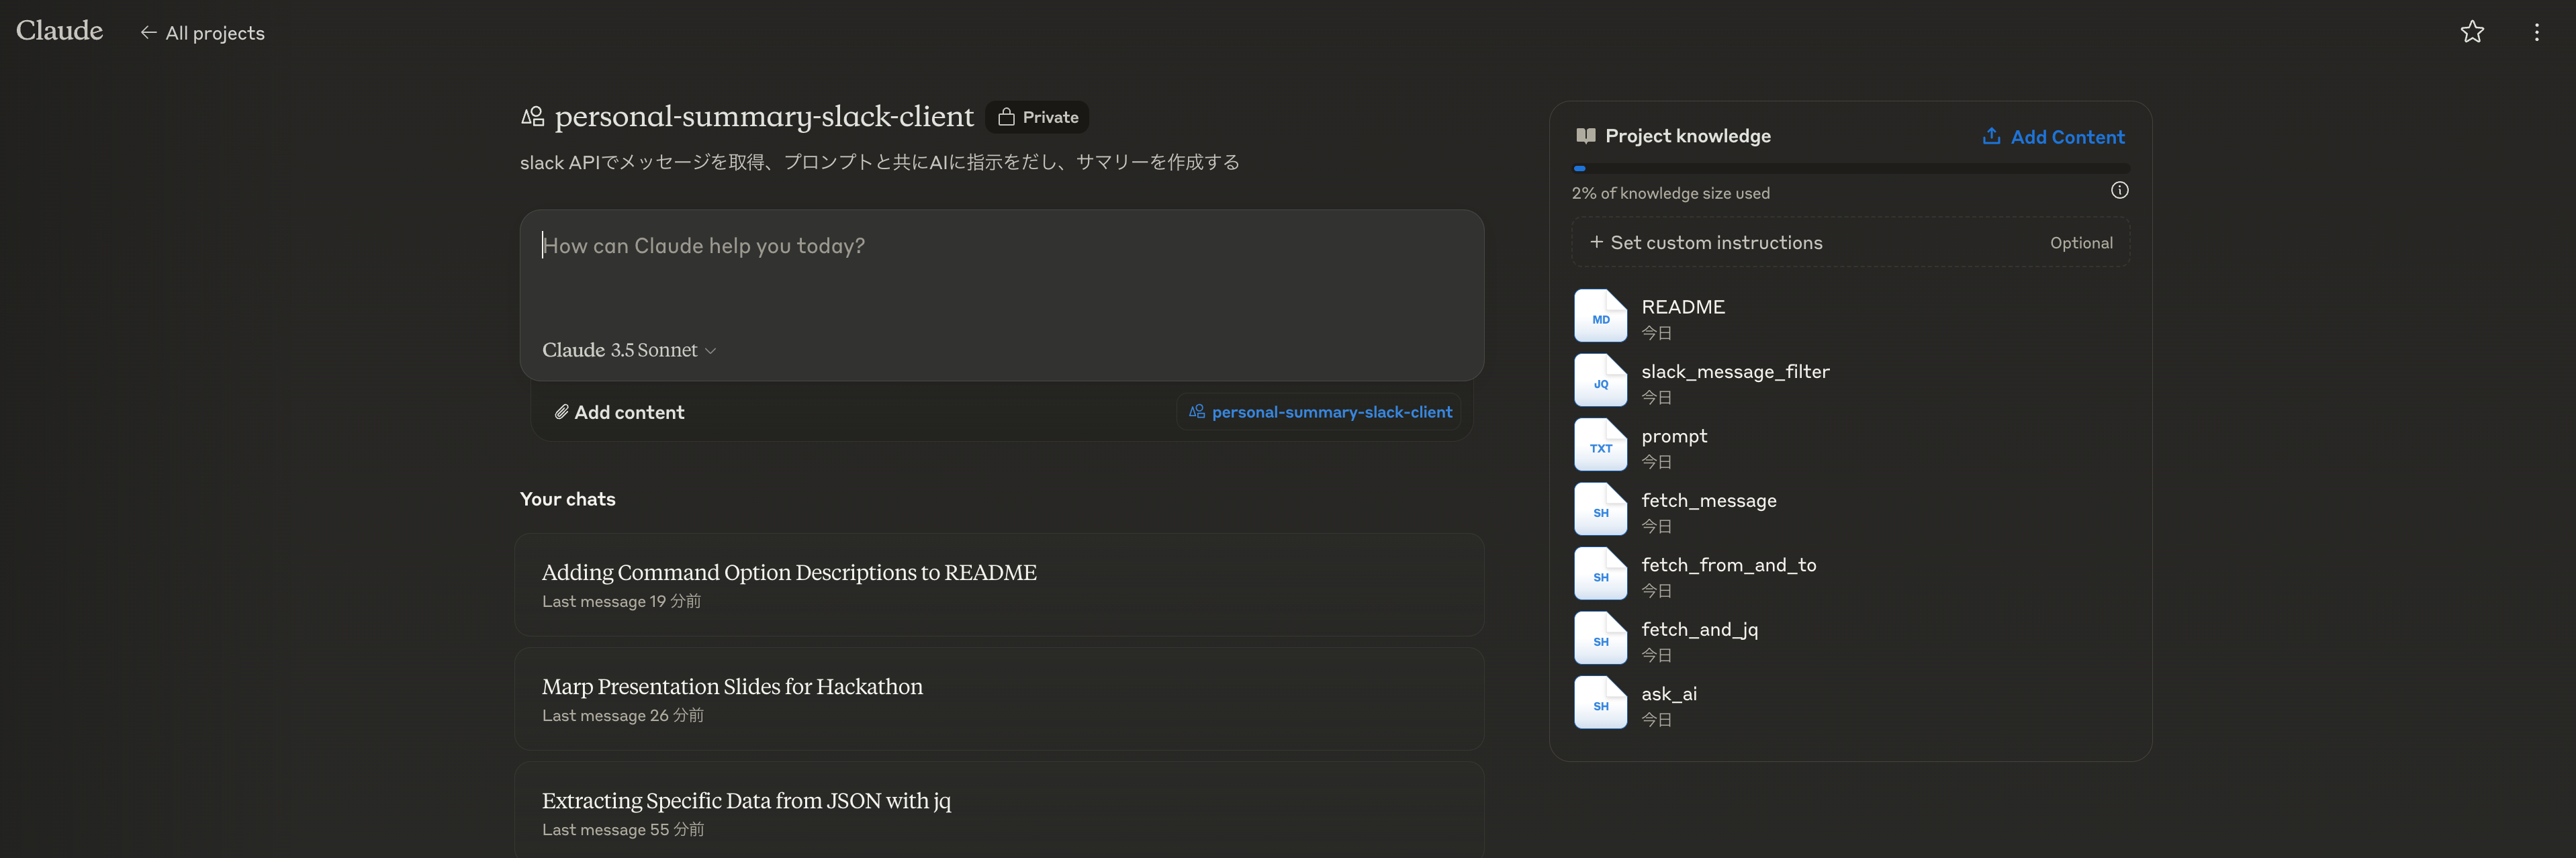 Claude
← All projects
personal-summary-slack-client
Private
slack APIでメッセージを取得、プロンプトと共にAIに指示をだし、サマリーを作成する
How can Claude help you today?
Claude 3.5 Sonnet
Add content
personal-summary-slack-client
Your chats
Adding Command Option Descriptions to README
Last message 19 分前
Marp Presentation Slides for Hackathon
Last message 26 分前
Extracting Specific Data from JSON with jq
Last message 55 分前
Project knowledge
Add Content
2% of knowledge size used
+ Set custom instructions
Optional
MD
README
今日
JQ
slack_message_filter
今日
TXT
prompt
今日
SH
fetch_message
今日
SH
fetch_from_and_to
今日
SH
fetch_and_jq
今日
SH
ask_ai
今日